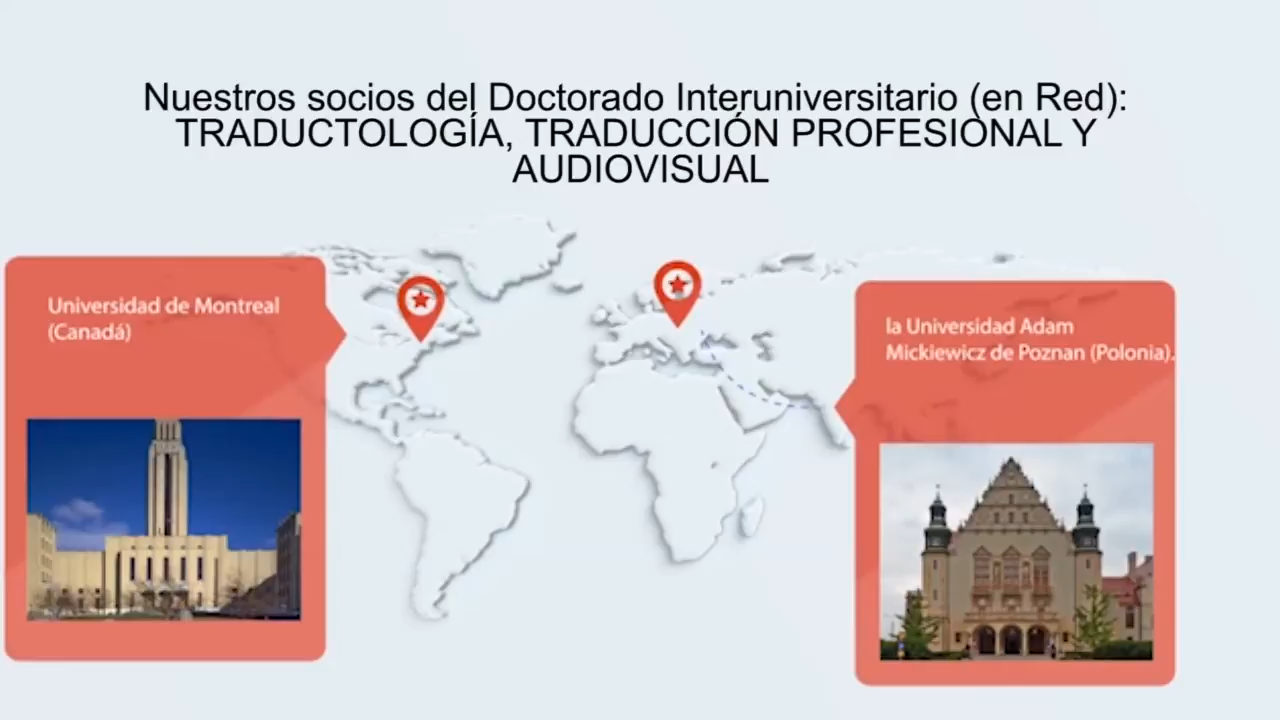 Nuestros socios del Doctorado Interuniversitario (en Red):
TRADUCTOLOGÍA, TRADUCCIÓN PROFESIONAL Y
AUDIOVISUAL
Universidad de Montreal
(Canadá)
la Universidad Adam
Mickiewicz de Poznan (Polonia).